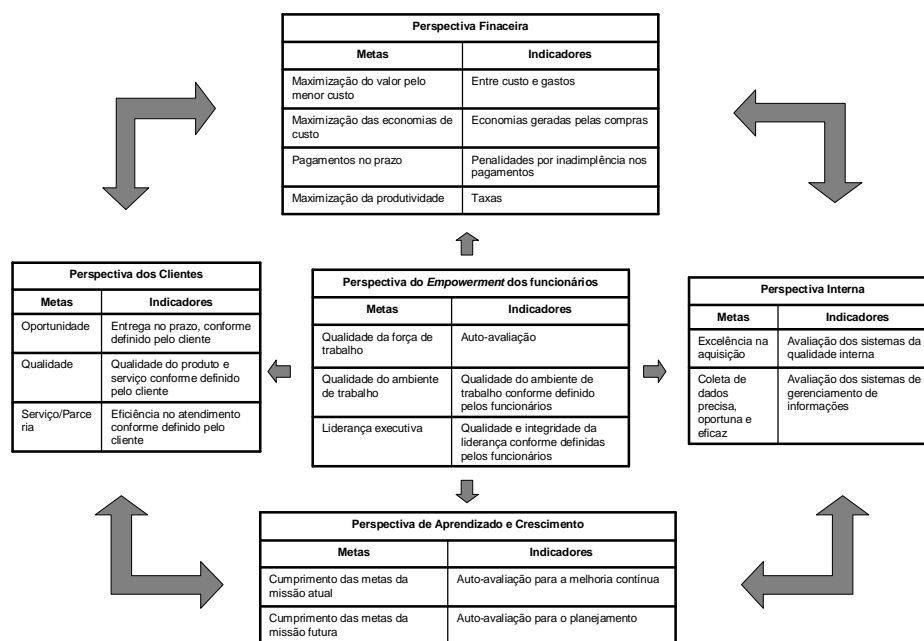 Perspectiva Finaceira
Metas Indicadores
Maximização do valor pelo
menor custo
Entre custo e gastos
Maximização das economias de
custo
Economias geradas pelas compras
Pagamentos no prazo
Penalidades por inadimplência nos
pagamentos
Maximização da produtividade
Taxas
Perspectiva dos Clientes
Metas Indicadores
Oportunidade
Entrega no prazo, conforme
definido pelo cliente
Qualidade
Qualidade do produto e
serviço conforme definido
pelo cliente
Serviço/Parce
ria
Eficiência no atendimento
conforme definido pelo
cliente
Perspectiva do Empowerment dos funcionários
Metas Indicadores
Qualidade da força de
trabalho
Auto-avaliação
Qualidade do ambiente
de trabalho
Qualidade do ambiente de
trabalho conforme definido
pelos funcionários
Liderança executiva
Qualidade e integridade da
liderança conforme definidas
pelos funcionários
Perspectiva Interna
Metas Indicadores
Excelência na
aquisição
Avaliação dos sistemas da
qualidade interna
Coleta de
dados
precisa,
oportuna e
eficaz
Avaliação dos sistemas de
gerenciamento de
informações
Perspectiva de Aprendizado e Crescimento
Metas Indicadores
Cumprimento das metas da
missão atual
Auto-avaliação para a melhoria contínua
Cumprimento das metas da
missão futura
Auto-avaliação para o planejamento